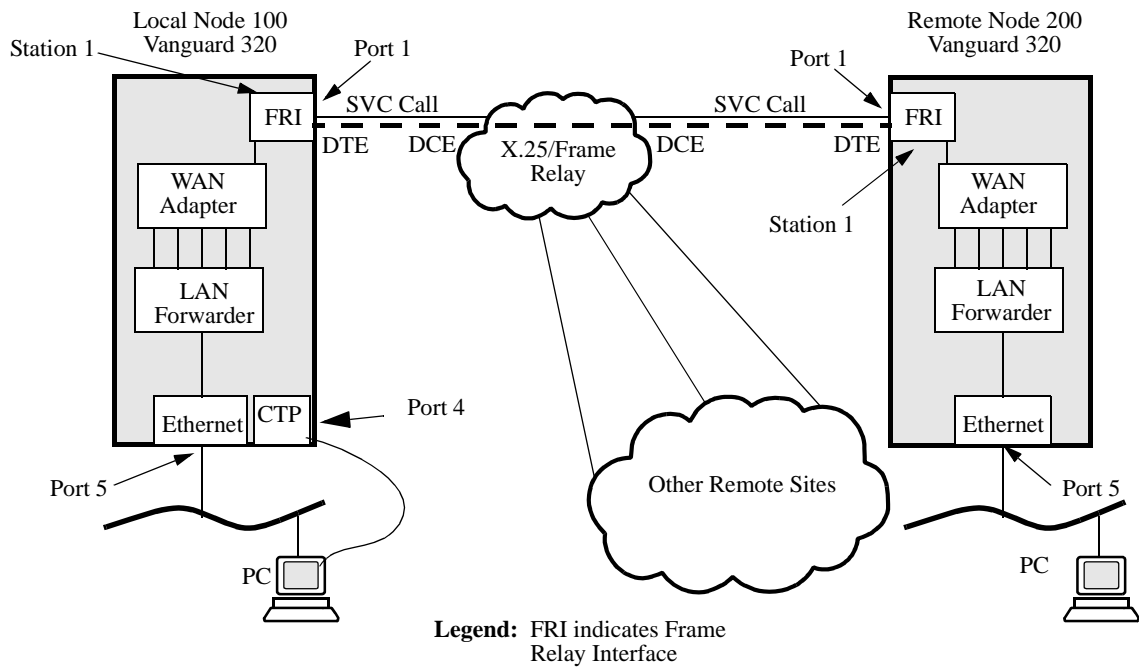 Local Node 100
Vanguard 320
Remote Node 200
Vanguard 320
Station 1
Port 1
Port 1
SVC Call
SVC Call
FRI
FRI
DTE
DCE
DCE
DTE
X.25/Frame
Relay
WAN
Adapter
WAN
Adapter
Station 1
LAN
Forwarder
LAN
Forwarder
Ethernet
CTP
Port 4
Ethernet
Port 5
Other Remote Sites
Port 5
PC
PC
Legend: FRI indicates Frame
Relay Interface